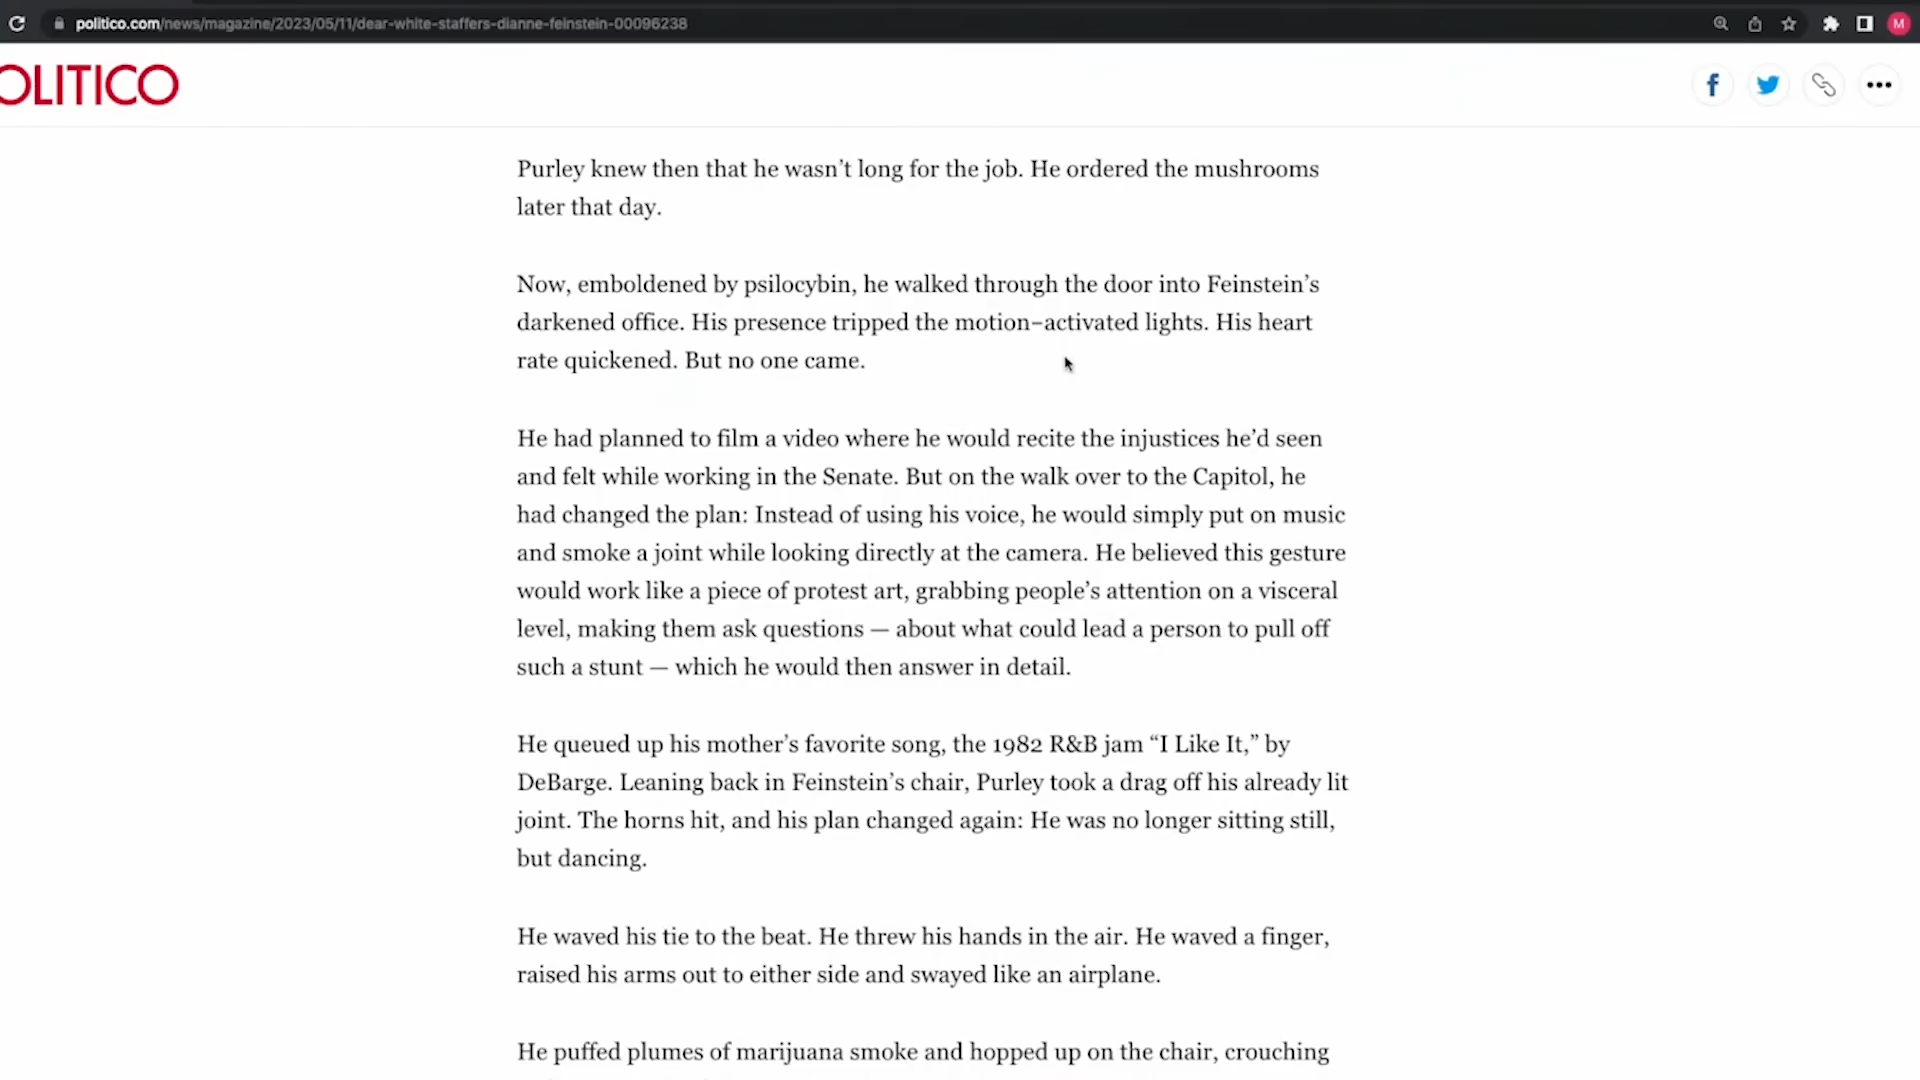 politico.com/news/magazine/2023/05/11/dear-white-staffers-dianne-feinstein-00096238
M
OLITICO
Purley knew then that he wasn’t long for the job. He ordered the mushrooms
later that day.
Now, emboldened by psilocybin, he walked through the door into Feinstein’s
darkened office. His presence tripped the motion-activated lights. His heart
rate quickened. But no one came.
He had planned to film a video where he would recite the injustices he’d seen
and felt while working in the Senate. But on the walk over to the Capitol, he
had changed the plan: Instead of using his voice, he would simply put on music
and smoke a joint while looking directly at the camera. He believed this gesture
would work like a piece of protest art, grabbing people’s attention on a visceral
level, making them ask questions — about what could lead a person to pull off
such a stunt — which he would then answer in detail.
He queued up his mother’s favorite song, the 1982 R&B jam “I Like It,” by
DeBarge. Leaning back in Feinstein’s chair, Purley took a drag off his already lit
joint. The horns hit, and his plan changed again: He was no longer sitting still,
but dancing.
He waved his tie to the beat. He threw his hands in the air. He waved a finger,
raised his arms out to either side and swayed like an airplane.
He puffed plumes of marijuana smoke and hopped up on the chair, crouching